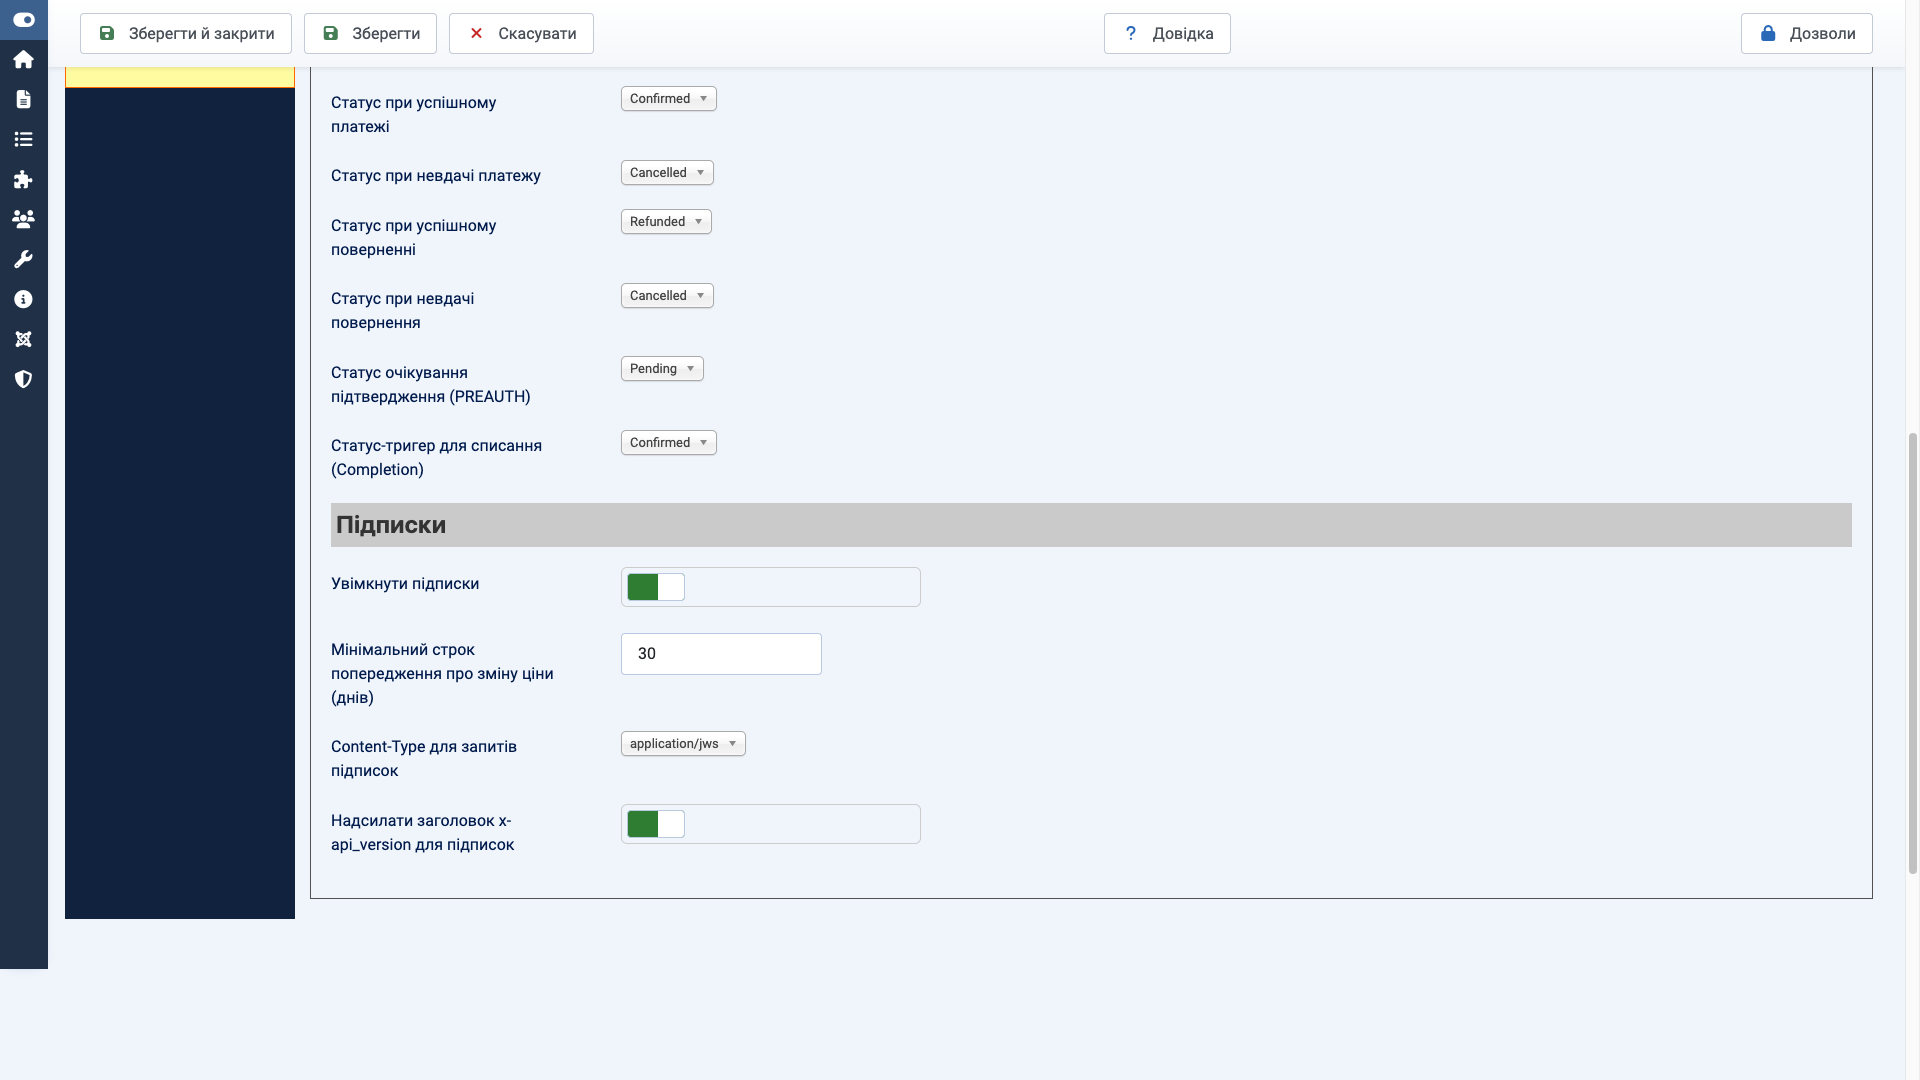 Зберегти й закрити
Зберегти
Скасувати
? Довідка
Дозволи
Статус при успішному
платежі
Confirmed
Статус при невдачі платежу
Cancelled
Статус при успішному
поверненні
Refunded
Статус при невдачі
повернення
Cancelled
Статус очікування
підтвердження (PREAUTH)
Pending
Статус-тригер для списання
(Completion)
Confirmed
Підписки
Увімкнути підписки
Мінімальний строк
попередження про зміну ціни
(днів)
30
Content-Type для запитів
підписок
application/jws
Надсилати заголовок x-
api_version для підписок